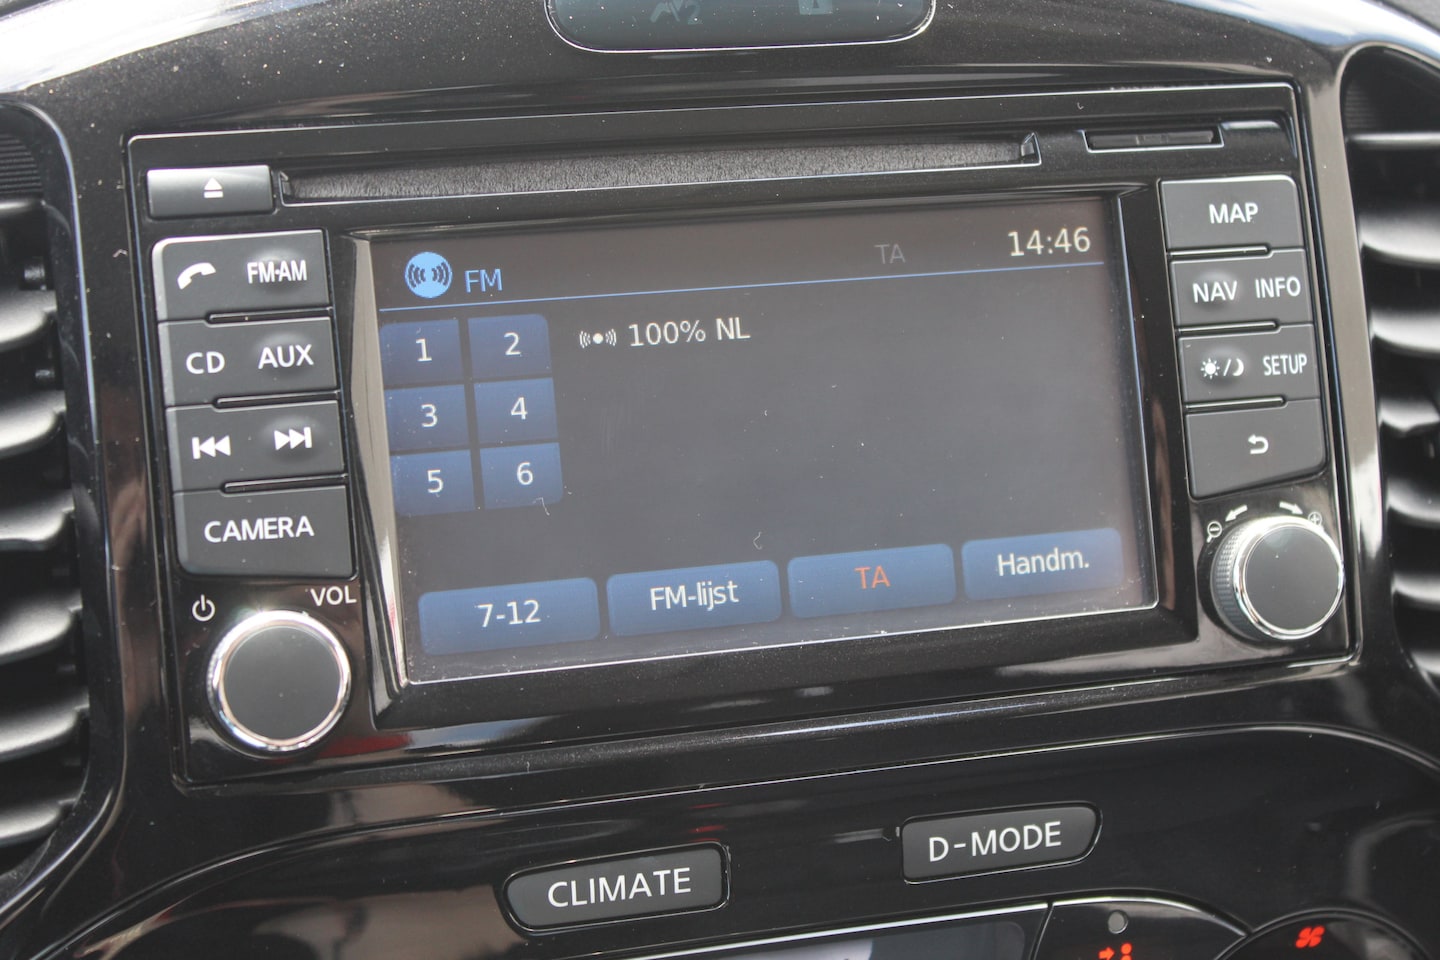 MAP
FM·AM
TA
14:46
FM
NAV INFO
CD AUX
1 2
100% NL
SETUP
3 4
CAMERA
5 6
VOL
7-12
FM-lijst
TA
Handm.
D-MODE
CLIMATE